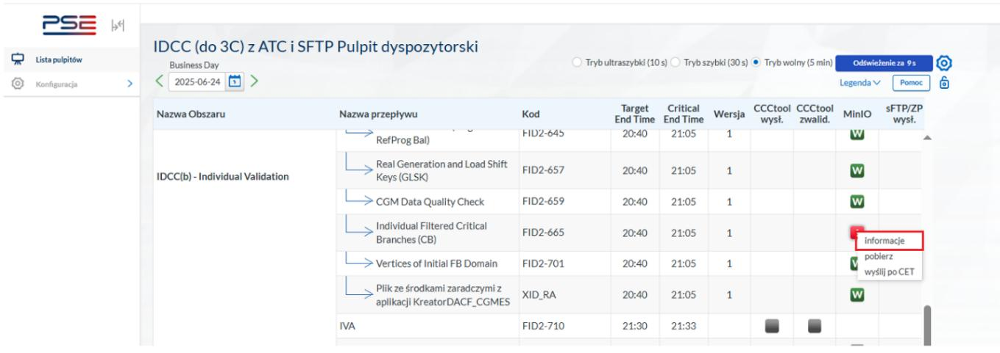 PSE
Lista pulpitów
Konfiguracja
IDCC (do 3C) z ATC i SFTP Pulpit dyspozytorski
Business Day
2025-06-24
Tryb ultraszybki (10 s) Tryb szybki (30 s) Tryb wolny (5 min) Odświeżenie za 9 s
Legenda Pomoc
Nazwa Obszaru Nazwa przepływu Kod Target End Time Critical End Time Wersja CCCtool wysł. CCCtool zwalid. MinIO sFTP/ZP wysł.
RefProg Bal) FID2-645 20:40 21:05 1 W
IDCC(b) - Individual Validation
Real Generation and Load Shift
Keys (GLSK) FID2-657 20:40 21:05 1 W
CGM Data Quality Check FID2-659 20:40 21:05 1 W
Individual Filtered Critical
Branches (CB) FID2-665 20:40 21:05 1
informacje
pobierz
wyślij po CET
Vertices of Initial FB Domain FID2-701 20:40 21:05 1
Plik ze środkami zaradczymi z
aplikacji KreatorDACF_CGMES XID_RA 20:40 21:05 1 W
IVA FID2-710 21:30 21:33